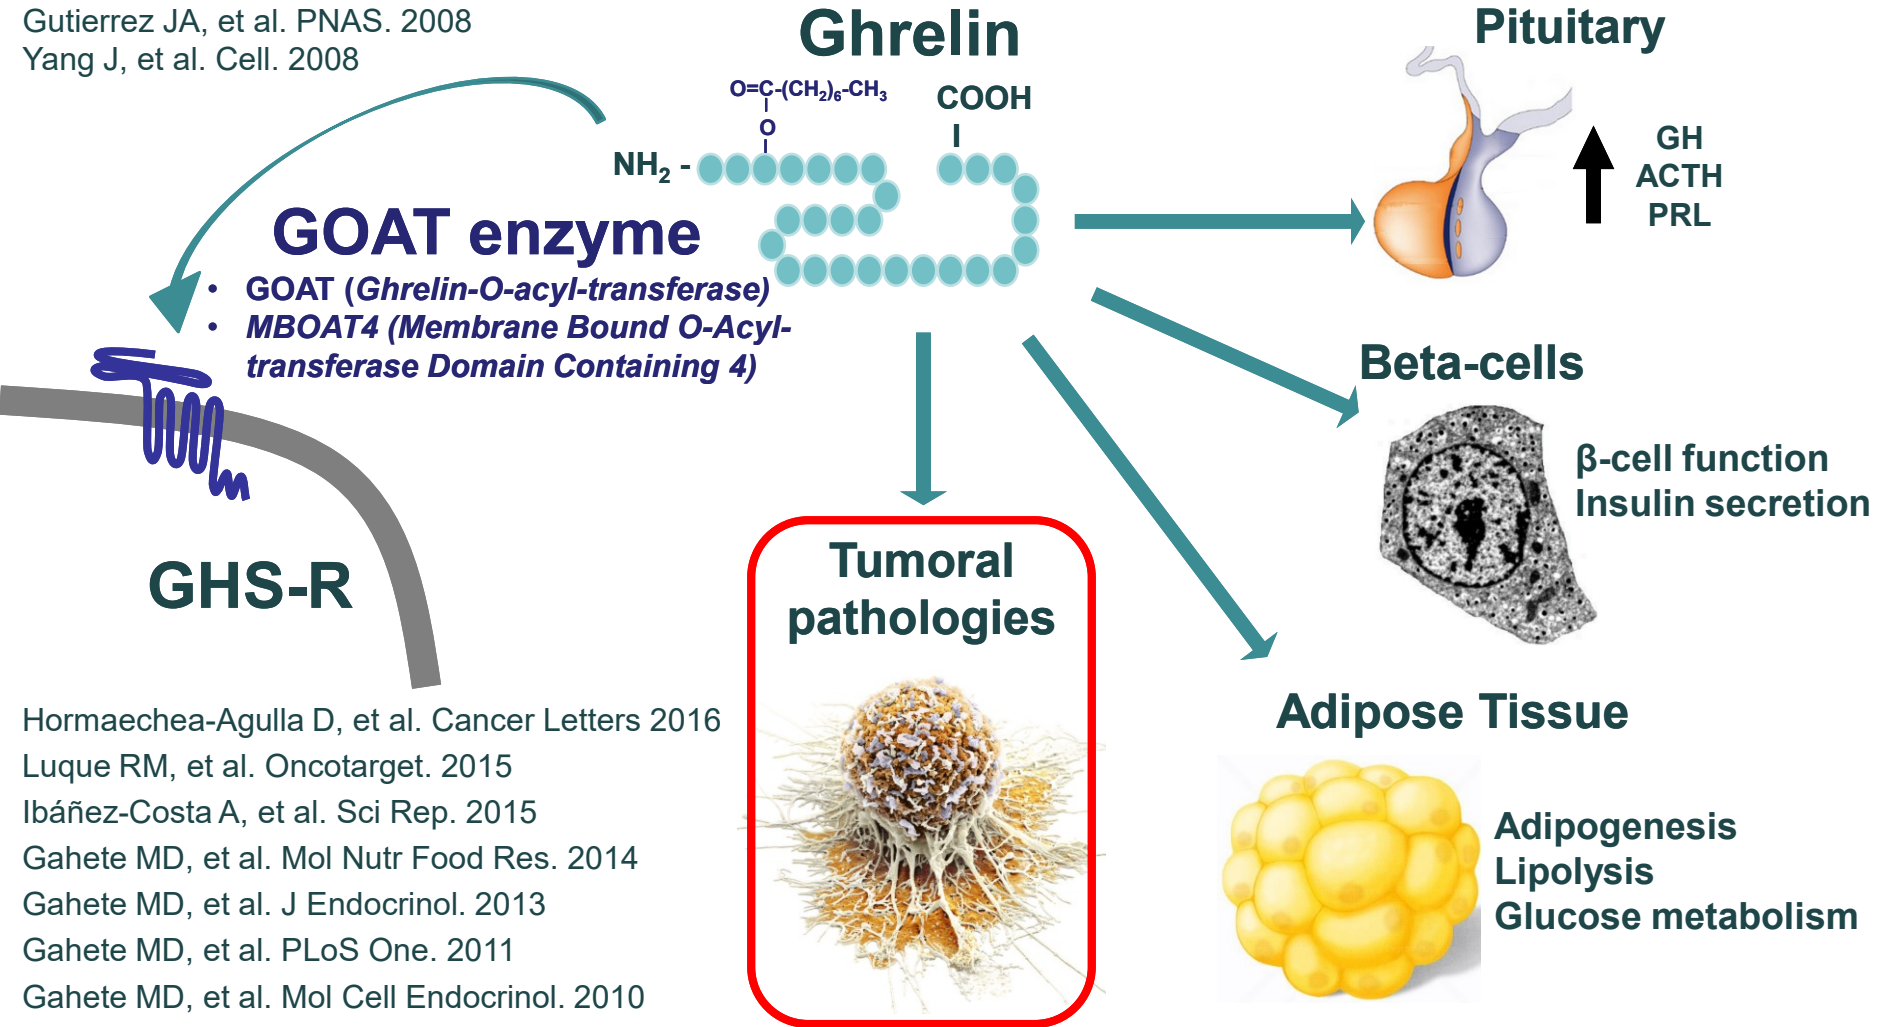 Gutierrez JA, et al. PNAS. 2008
Yang J, et al. Cell. 2008
Ghrelin
O=C-(CH₂)₆-CH₃
O
COOH
NH₂ -
GOAT enzyme
• GOAT (Ghrelin-O-acyl-transferase)
• MBOAT4 (Membrane Bound O-Acyl-
transferase Domain Containing 4)
GHS-R
Pituitary
GH
ACTH
PRL
Beta-cells
β-cell function
Insulin secretion
Tumoral
pathologies
Adipose Tissue
Adipogenesis
Lipolysis
Glucose metabolism
Hormaechea-Agulla D, et al. Cancer Letters 2016
Luque RM, et al. Oncotarget. 2015
Ibáñez-Costa A, et al. Sci Rep. 2015
Gahete MD, et al. Mol Nutr Food Res. 2014
Gahete MD, et al. J Endocrinol. 2013
Gahete MD, et al. PLoS One. 2011
Gahete MD, et al. Mol Cell Endocrinol. 2010